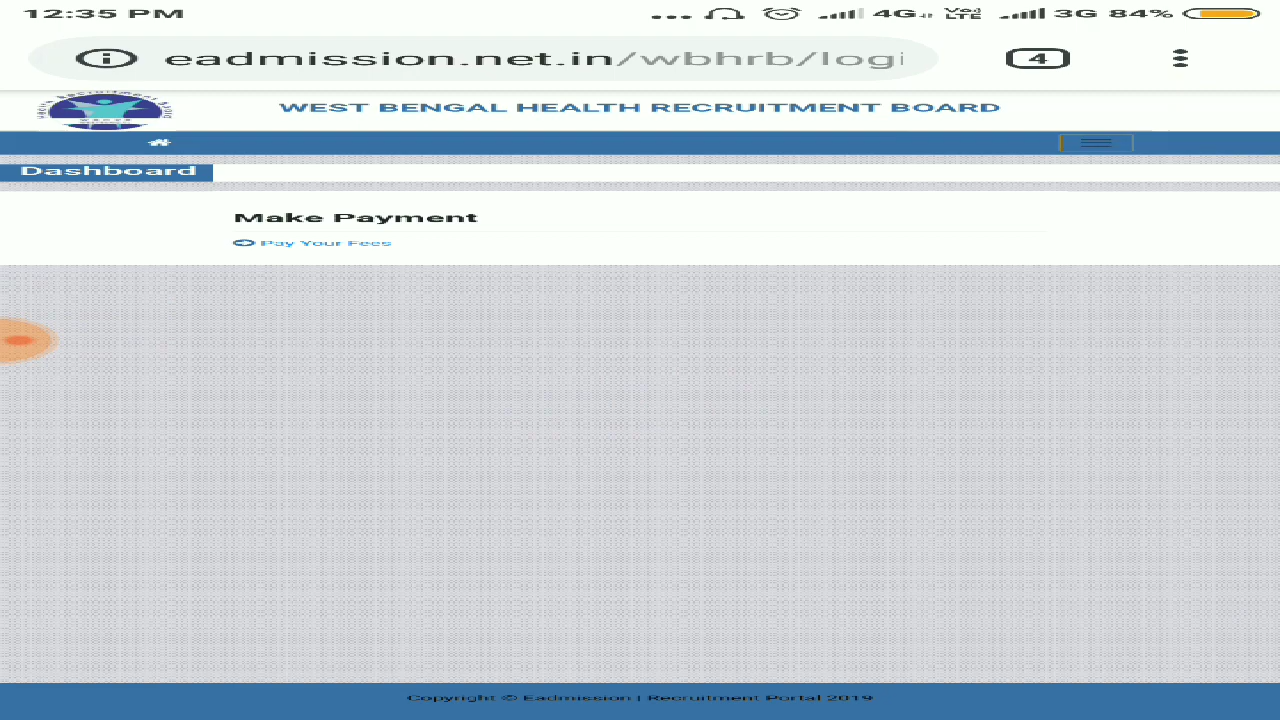 12:35 PM
4G VoLTE 3G 84%
eadmission.net.in/wbhrb/logi
4
WEST BENGAL HEALTH RECRUITMENT BOARD
Dashboard
Make Payment
Pay Your Fees
Copyright © Eadmission | Recruitment Portal 2019